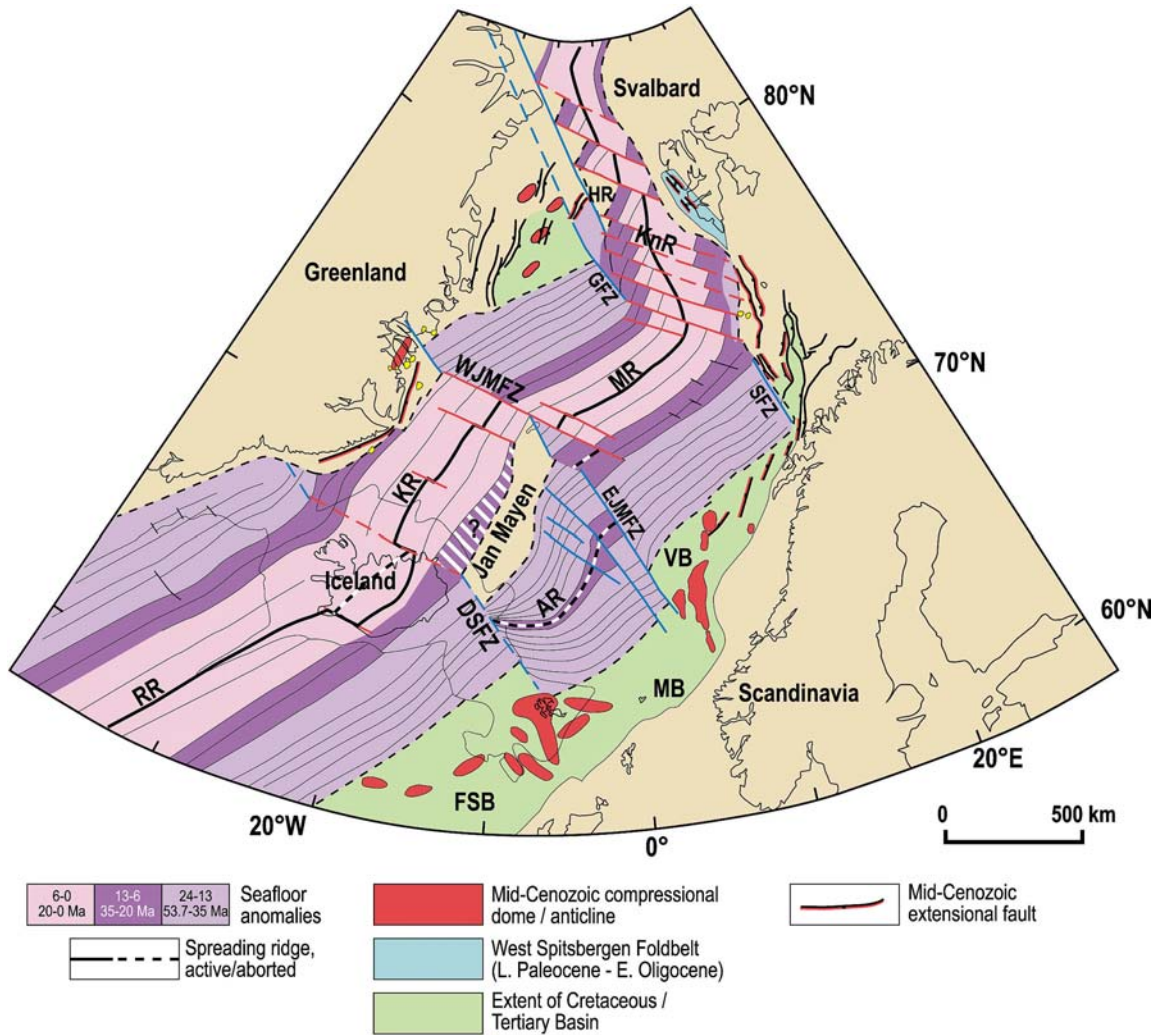 Svalbard
80°N
HR
KnR
Greenland
GFZ
70°N
WJMFZ
MR
SFZ
KR
EJMFZ
?
Jan Mayen
VB
Iceland
AR
60°N
DSFZ
RR
MB
Scandinavia
20°E
FSB
20°W
0°
0 500 km
6-0
20-0 Ma
13-6
35-20 Ma
24-13
53.7-35 Ma
Seafloor
anomalies
Spreading ridge,
active/aborted
Mid-Cenozoic compressional
dome / anticline
West Spitsbergen Foldbelt
(L. Paleocene - E. Oligocene)
Extent of Cretaceous /
Tertiary Basin
Mid-Cenozoic
extensional fault